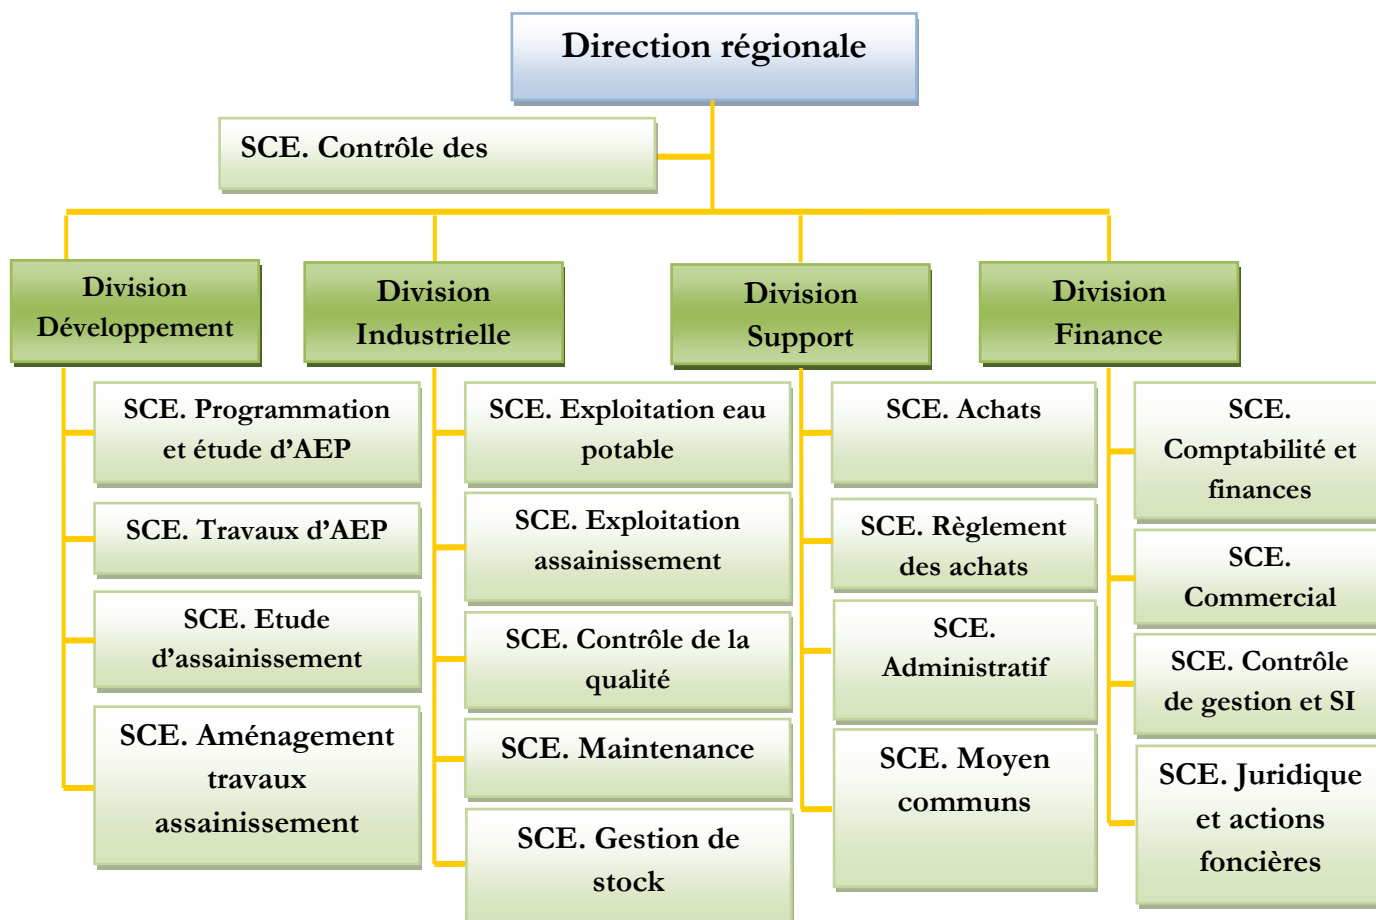 Direction régionale
SCE. Contrôle des
Division
Développement
Division
Industrielle
Division
Support
Division
Finance
SCE. Programmation
et étude d’AEP
SCE. Travaux d’AEP
SCE. Etude
d’assainissement
SCE. Aménagement
travaux
assainissement
SCE. Exploitation eau
potable
SCE. Exploitation
assainissement
SCE. Contrôle de la
qualité
SCE. Maintenance
SCE. Gestion de
stock
SCE. Achats
SCE. Règlement
des achats
SCE.
Administratif
SCE. Moyen
communs
SCE.
Comptabilité et
finances
SCE.
Commercial
SCE. Contrôle
de gestion et SI
SCE. Juridique
et actions
foncières